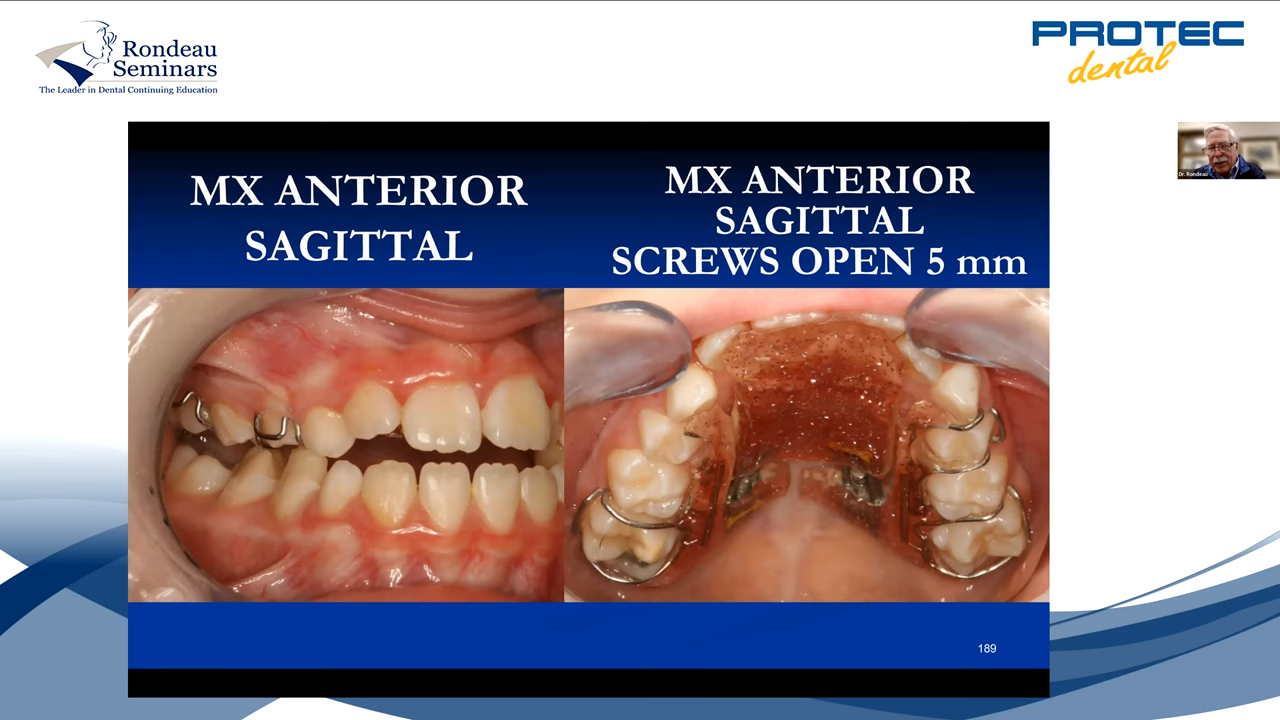 Rondeau
Seminars
The Leader in Dental Continuing Education
PROTEC
dental
MX ANTERIOR
SAGITTAL
MX ANTERIOR
SAGITTAL
SCREWS OPEN 5 mm
Dr. Rondeau
189